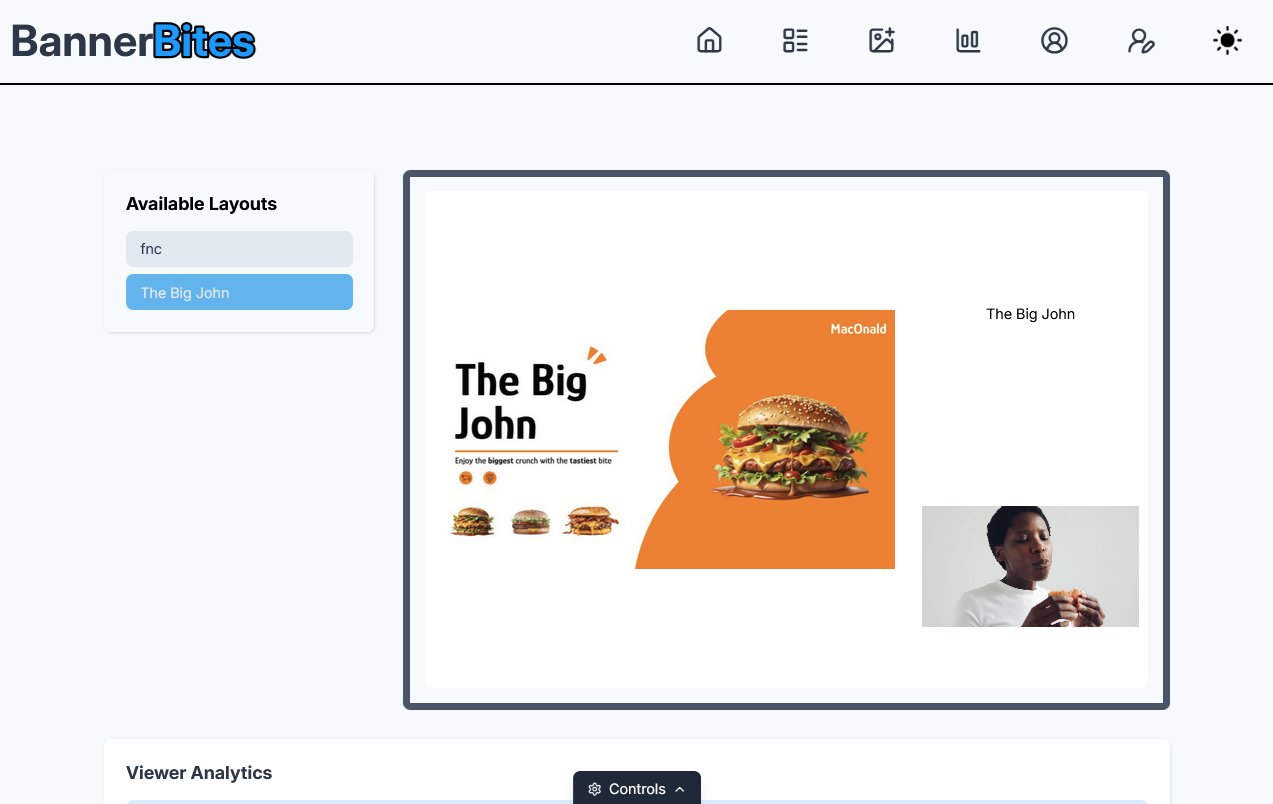 BannerBites
Available Layouts
fnc
The Big John
MacOnald
The Big
John
Enjoy the biggest crunch with the tastiest bite
The Big John
Viewer Analytics
Controls